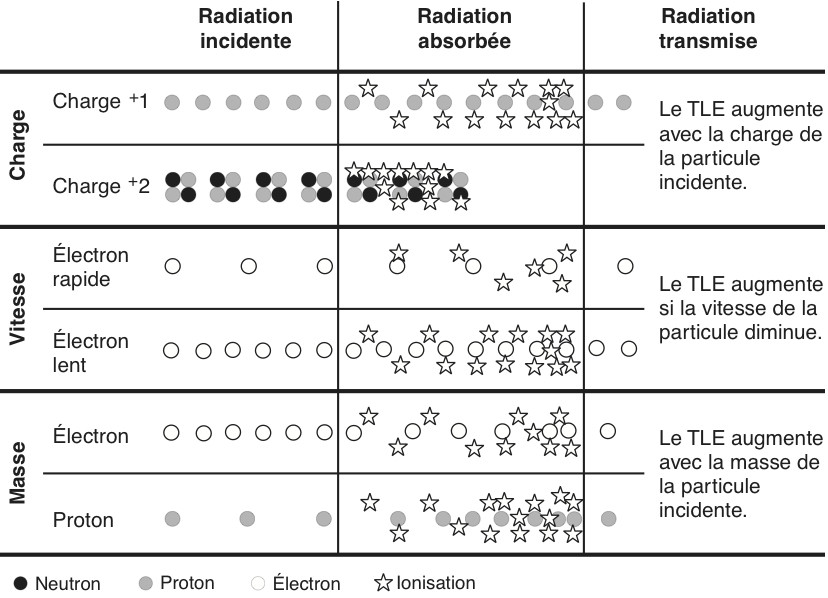 Radiation
incidente
Radiation
absorbée
Radiation
transmise
Charge
Charge +1
Le TLE augmente
avec la charge de
la particule
incidente.
Charge +2
Vitesse
Électron
rapide
Le TLE augmente
si la vitesse de la
particule diminue.
Électron
lent
Masse
Électron
Le TLE augmente
avec la masse de
la particule
incidente.
Proton
Neutron Proton Électron Ionisation